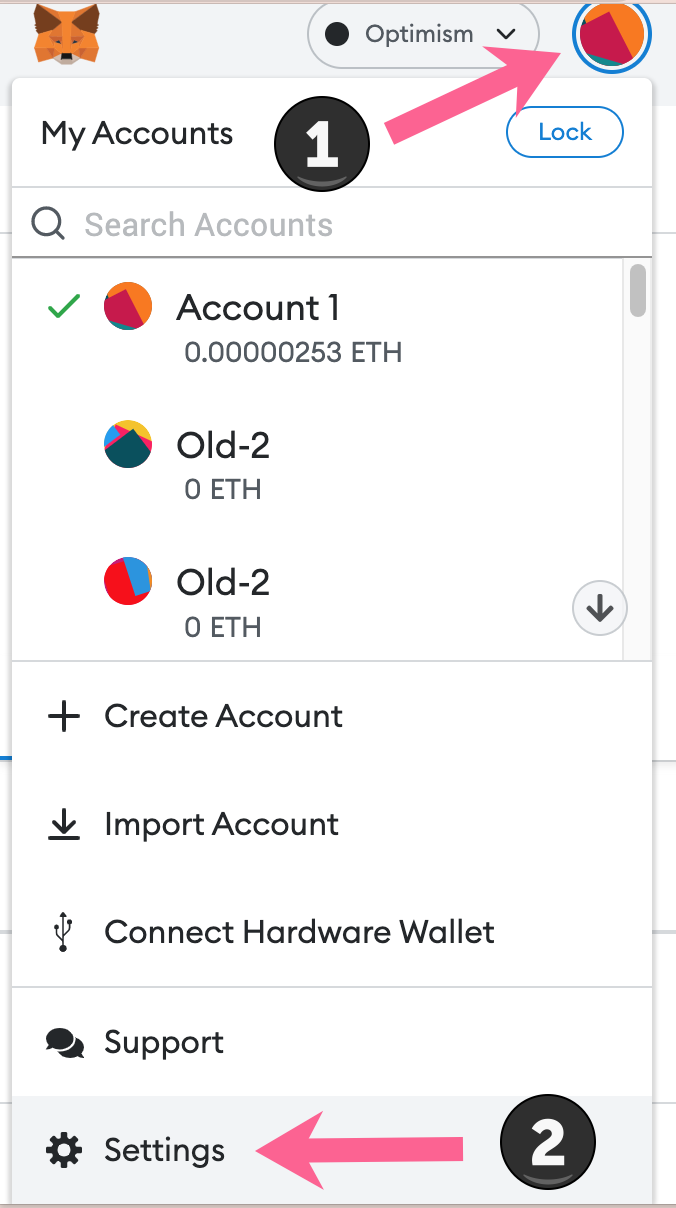 Optimism
My Accounts
1
Lock
Search Accounts
Account 1
0.00000253 ETH
Old-2
0 ETH
Old-2
0 ETH
Create Account
Import Account
Connect Hardware Wallet
Support
Settings
2